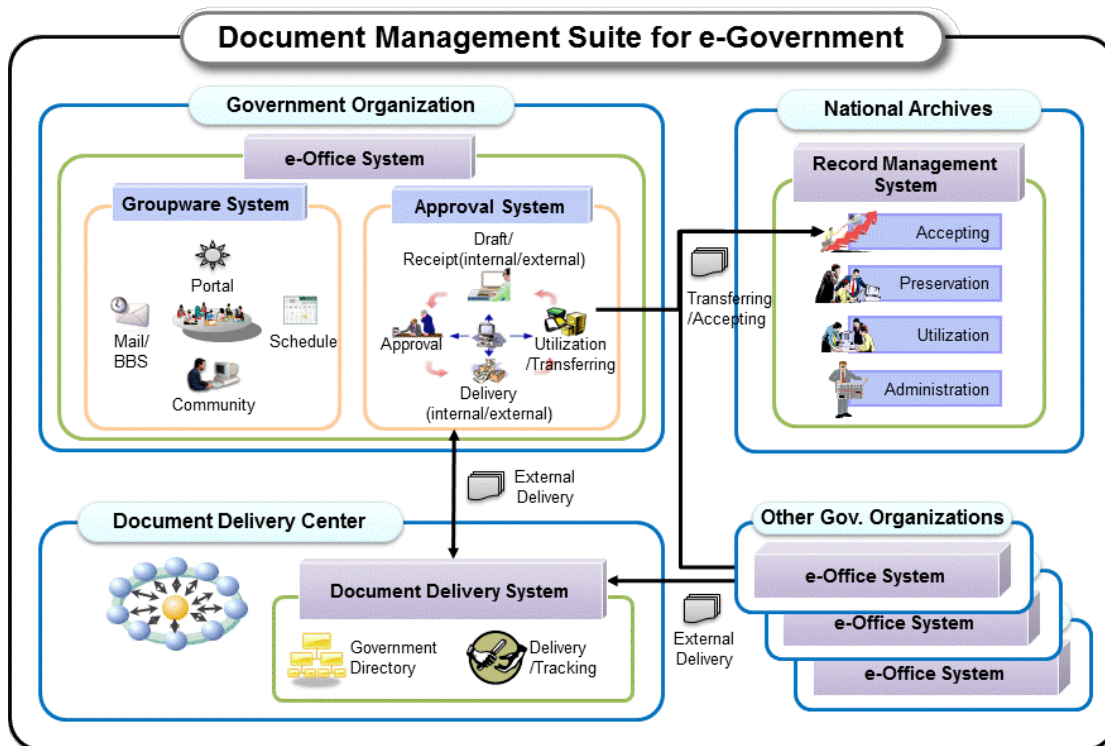 Document Management Suite for e-Government
Government Organization
e-Office System
Groupware System
Portal
Mail/
BBS
Schedule
Community
Approval System
Draft/
Receipt(internal/external)
Approval
Utilization
/Transferring
Delivery
(internal/external)
Transferring
/Accepting
National Archives
Record Management
System
Accepting
Preservation
Utilization
Administration
External
Delivery
Document Delivery Center
Document Delivery System
Government
Directory
Delivery
/Tracking
External
Delivery
Other Gov. Organizations
e-Office System
e-Office System
e-Office System